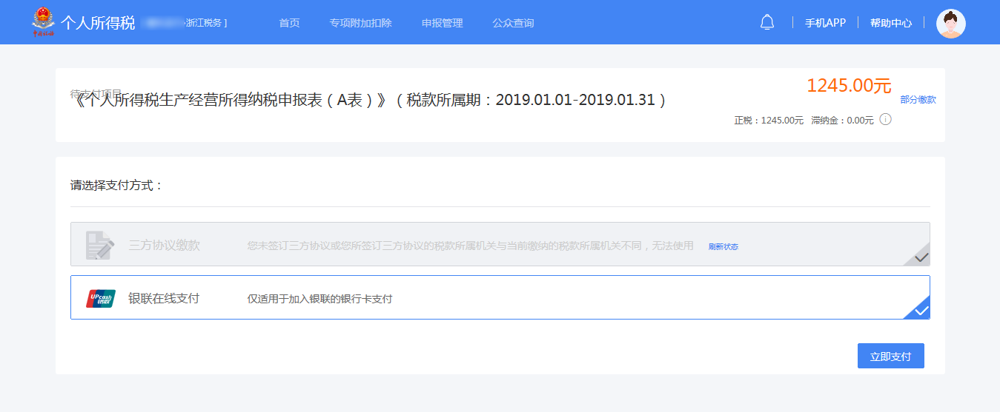 个人所得税 浙江税务 ] 首页 专项附加扣除 申报管理 公众查询 手机APP 帮助中心
待支付项目
《个人所得税生产经营所得纳税申报表（A表）》（税款所属期：2019.01.01-2019.01.31）
1245.00元
部分缴款
正税：1245.00元 滞纳金：0.00元
请选择支付方式：
三方协议缴款 您未签订三方协议或您所签订三方协议的税款所属机关与当前缴纳的税款所属机关不同，无法使用 刷新状态
UPcash 银联 银联在线支付 仅适用于加入银联的银行卡支付
立即支付